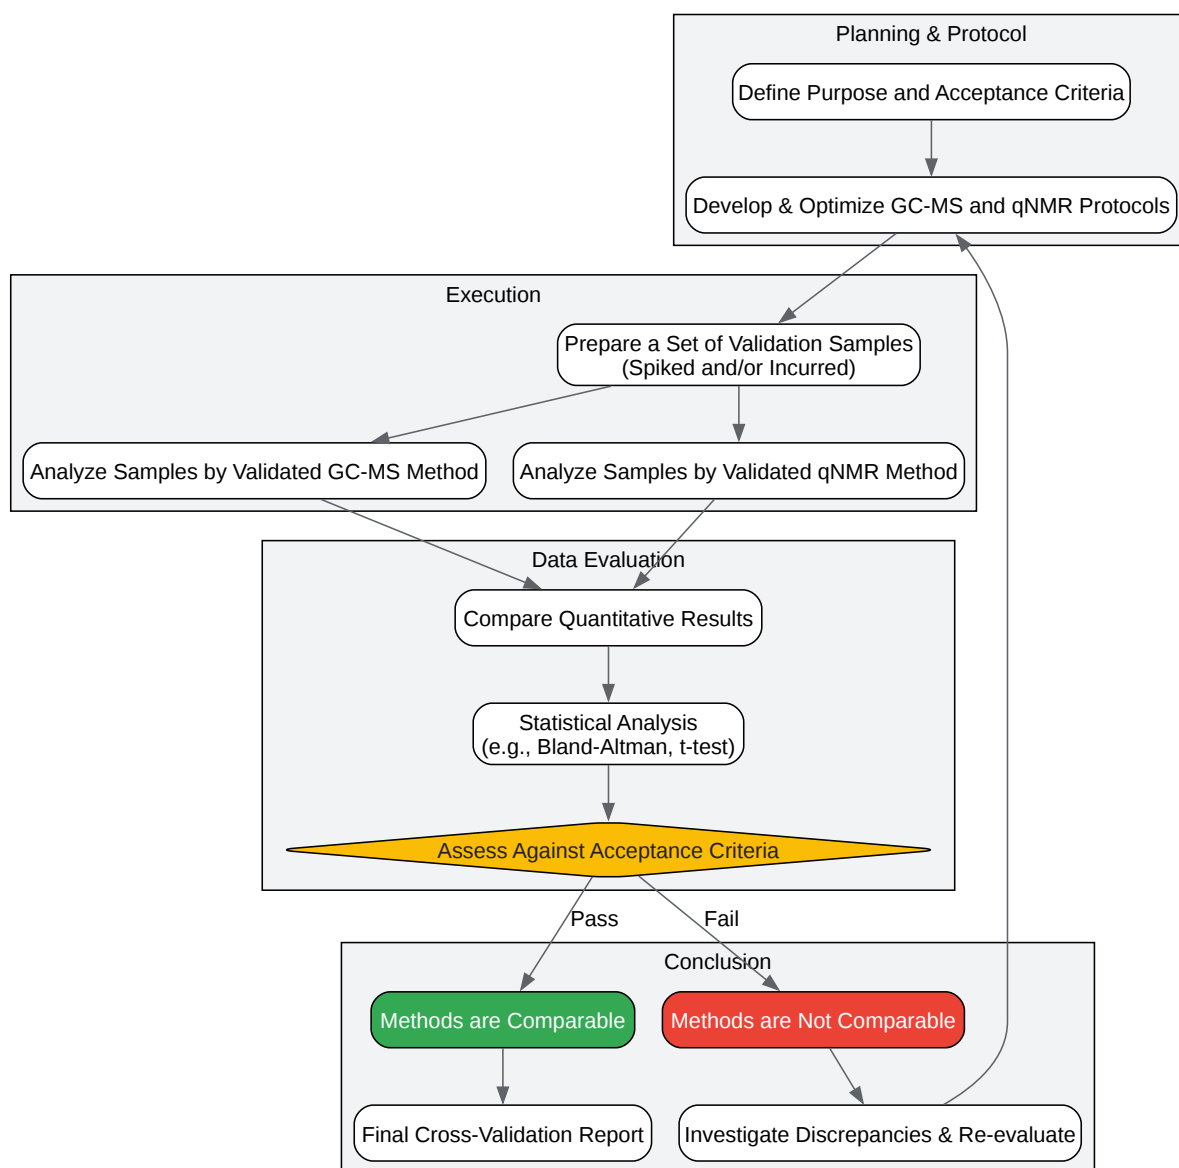 Planning & Protocol
Define Purpose and Acceptance Criteria
Develop & Optimize GC-MS and qNMR Protocols
Execution
Prepare a Set of Validation Samples
(Spiked and/or Incurred)
Analyze Samples by Validated GC-MS Method
Analyze Samples by Validated qNMR Method
Data Evaluation
Compare Quantitative Results
Statistical Analysis
(e.g., Bland-Altman, t-test)
Assess Against Acceptance Criteria
Pass
Fail
Conclusion
Methods are Comparable
Methods are Not Comparable
Final Cross-Validation Report
Investigate Discrepancies & Re-evaluate